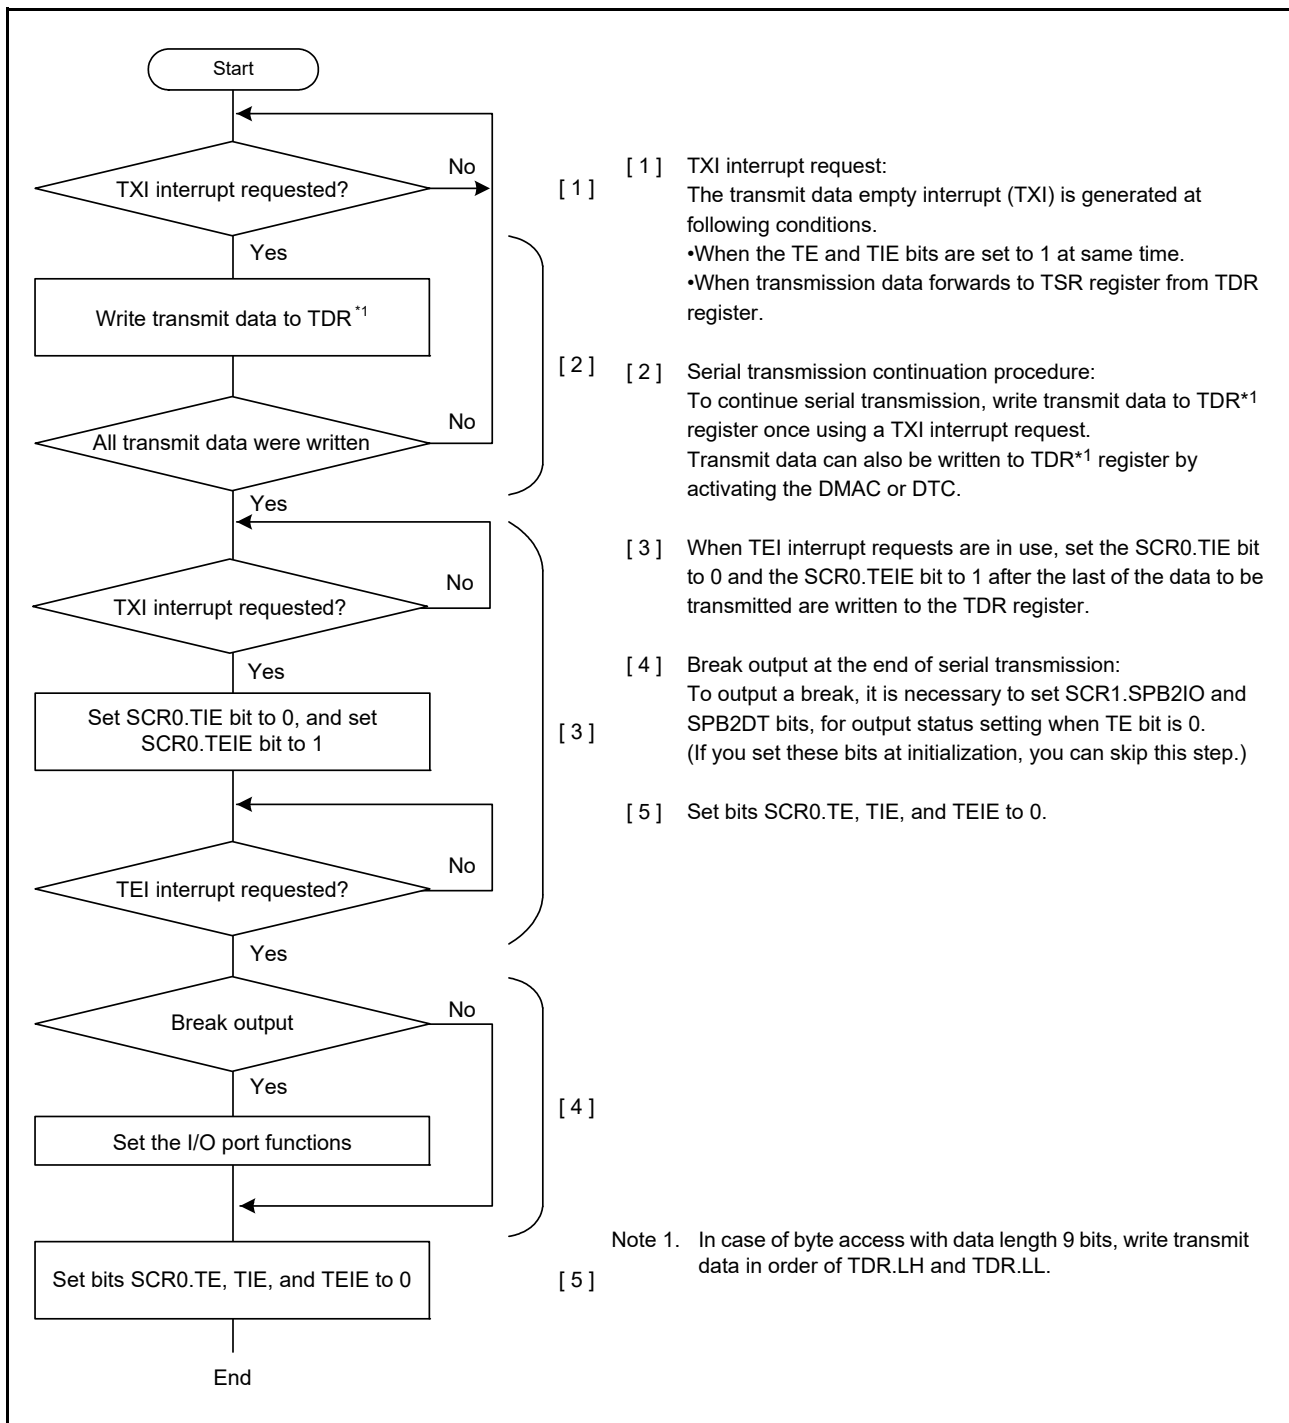 Start
TXI interrupt requested?
No
[ 1 ]
Yes
Write transmit data to TDR*1
[ 2 ]
All transmit data were written
No
Yes
TXI interrupt requested?
No
Yes
Set SCR0.TIE bit to 0, and set
SCR0.TEIE bit to 1
[ 3 ]
TEI interrupt requested?
No
Yes
Break output
No
Yes
[ 4 ]
Set the I/O port functions
Set bits SCR0.TE, TIE, and TEIE to 0
[ 5 ]
End
[ 1 ] TXI interrupt request:
The transmit data empty interrupt (TXI) is generated at
following conditions.
•When the TE and TIE bits are set to 1 at same time.
•When transmission data forwards to TSR register from TDR
register.
[ 2 ] Serial transmission continuation procedure:
To continue serial transmission, write transmit data to TDR*1
register once using a TXI interrupt request.
Transmit data can also be written to TDR*1 register by
activating the DMAC or DTC.
[ 3 ] When TEI interrupt requests are in use, set the SCR0.TIE bit
to 0 and the SCR0.TEIE bit to 1 after the last of the data to be
transmitted are written to the TDR register.
[ 4 ] Break output at the end of serial transmission:
To output a break, it is necessary to set SCR1.SPB2IO and
SPB2DT bits, for output status setting when TE bit is 0.
(If you set these bits at initialization, you can skip this step.)
[ 5 ] Set bits SCR0.TE, TIE, and TEIE to 0.
Note 1. In case of byte access with data length 9 bits, write transmit
data in order of TDR.LH and TDR.LL.